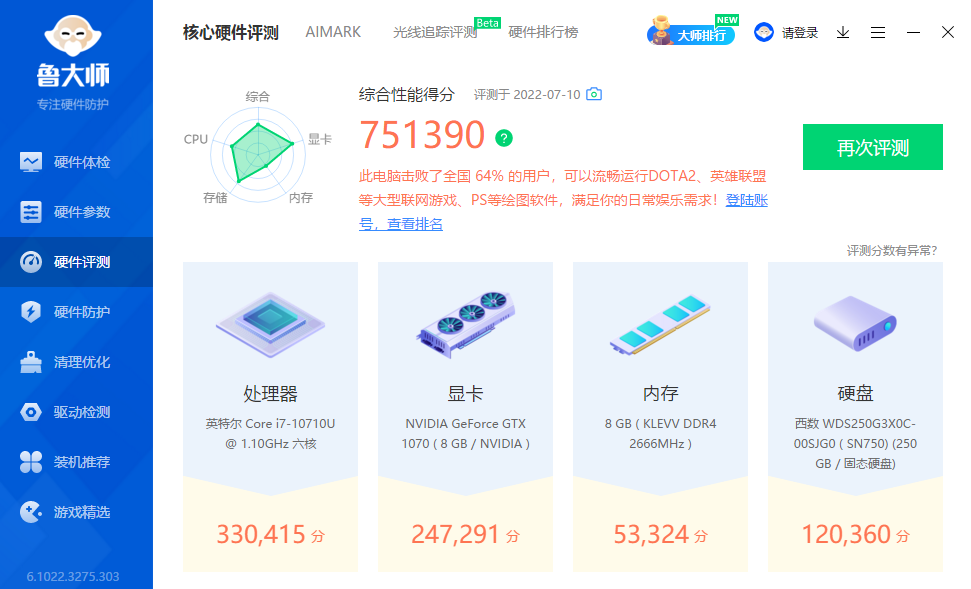 鲁大师
专注硬件防护
硬件体检
硬件参数
硬件评测
硬件防护
清理优化
驱动检测
装机推荐
游戏精选
6.1022.3275.303
核心硬件评测 AIMARK 光线追踪评测 Beta 硬件排行榜 大师排行 NEW 请登录
综合
CPU
显卡
存储
内存
综合性能得分 评测于 2022-07-10
751390 ?
此电脑击败了全国 64% 的用户，可以流畅运行DOTA2、英雄联盟
等大型联网游戏、PS等绘图软件，满足你的日常娱乐需求！登陆账
号，查看排名
再次评测
评测分数有异常?
处理器
英特尔 Core i7-10710U
@ 1.10GHz 六核
330,415 分
显卡
NVIDIA GeForce GTX
1070 ( 8 GB / NVIDIA )
247,291 分
内存
8 GB ( KLEVV DDR4
2666MHz )
53,324 分
硬盘
西数 WDS250G3X0C-
00SJG0 ( SN750) (250
GB / 固态硬盘)
120,360 分